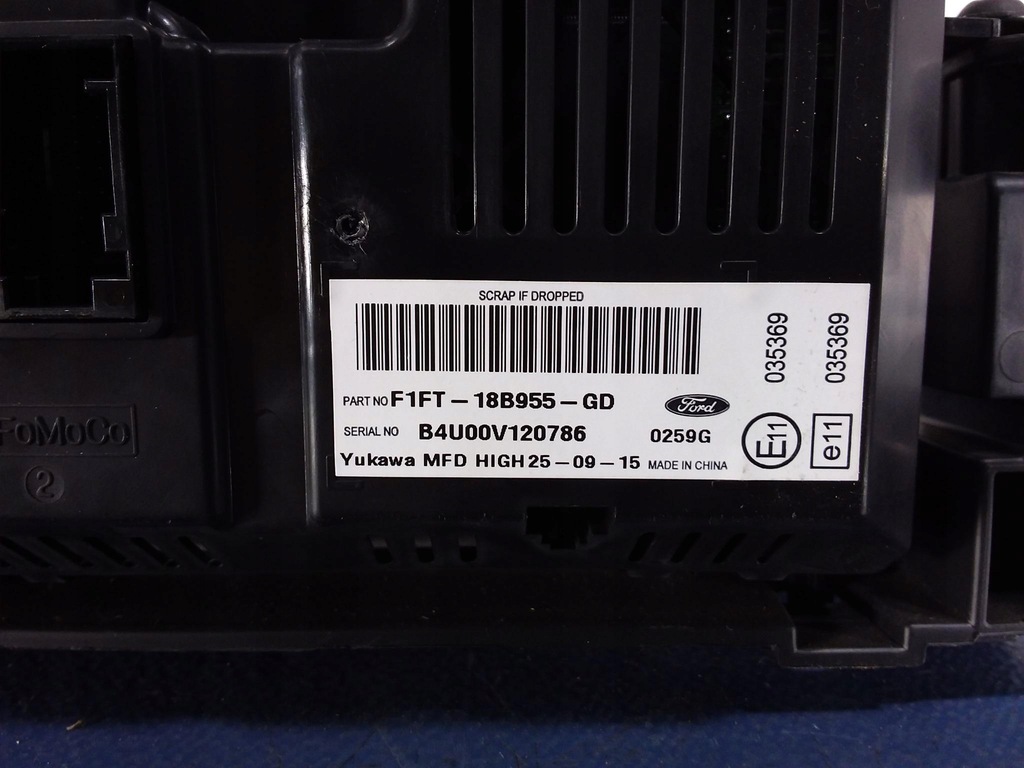 SCRAP IF DROPPED
PART NO F1FT-18B955-GD
Ford
SERIAL NO B4U00V120786
0259G
Yukawa MFD HIGH 25-09-15 MADE IN CHINA
035369
E11
035369
e11
FoMoCo
2